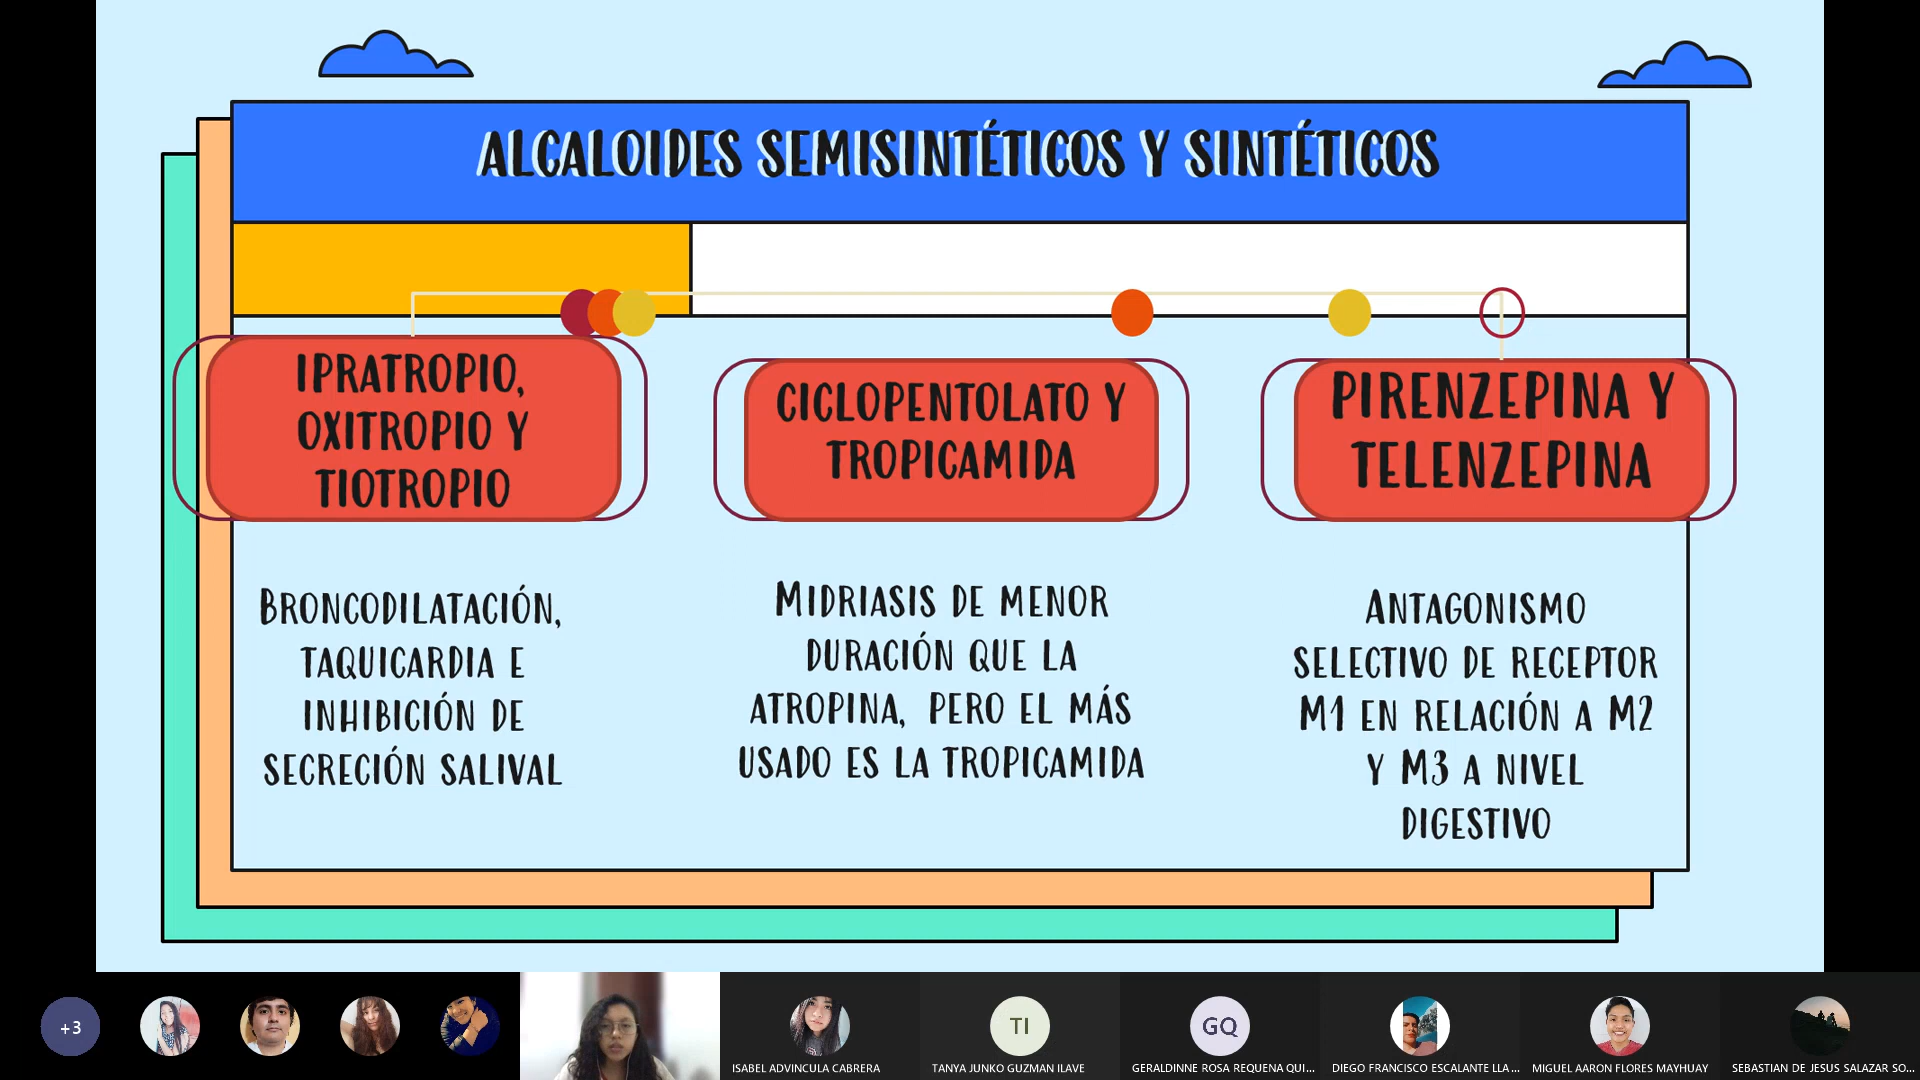 ALCALOIDES SEMISINTÉTICOS Y SINTÉTICOS
IPRATROPIO,
OXITROPIO Y
TIOTROPIO
CICLOPENTOLATO Y
TROPICAMIDA
PIRENZEPINA Y
TELENZEPINA
BRONCODILATACIÓN,
TAQUICARDIA E
INHIBICIÓN DE
SECRECIÓN SALIVAL
MIDRIASIS DE MENOR
DURACIÓN QUE LA
ATROPINA, PERO EL MÁS
USADO ES LA TROPICAMIDA
ANTAGONISMO
SELECTIVO DE RECEPTOR
M1 EN RELACIÓN A M2
Y M3 A NIVEL
DIGESTIVO
+3
TI
GQ
ISABEL ADVINCULA CABRERA
TANYA JUNKO GUZMAN ILAVE
GERALDINNE ROSA REQUENA QUI...
DIEGO FRANCISCO ESCALANTE LLA...
MIGUEL AARON FLORES MAYHUAY
SEBASTIAN DE JESUS SALAZAR SO...